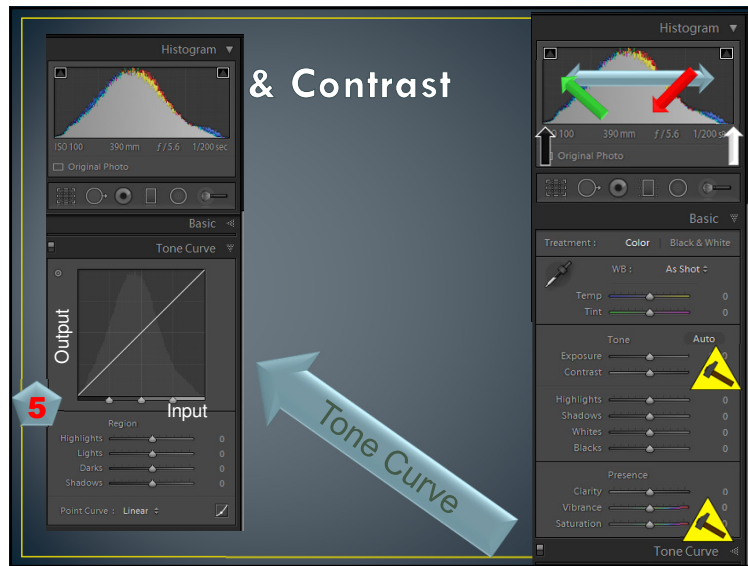 Histogram
& Contrast
ISO 100 390 mm f / 5.6 1/200 sec
Original Photo
Basic
Tone Curve
Output
5
Input
Region
Highlights 0
Lights 0
Darks 0
Shadows 0
Point Curve : Linear
Tone Curve
Histogram
100 390 mm f / 5.6 1/200
Original Photo
Basic
Treatment : Color Black & White
WB : As Shot
Temp 0
Tint 0
Tone Auto
Exposure 0
Contrast
Highlights 0
Shadows 0
Whites 0
Blacks 0
Presence
Clarity 0
Vibrance 0
Saturation 0
Tone Curve